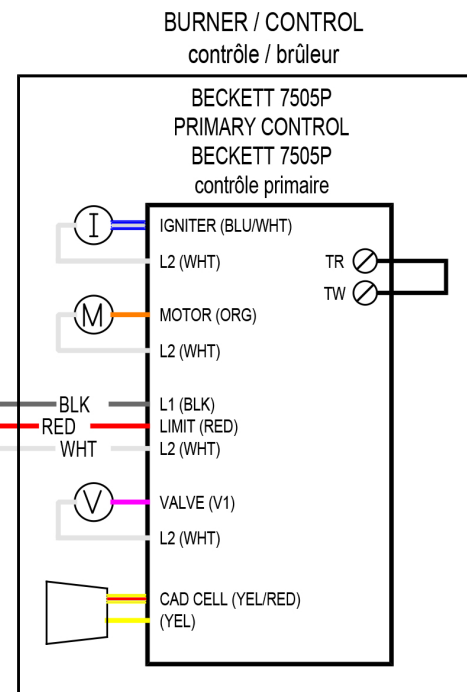 BURNER / CONTROL
contrôle / brûleur
BECKETT 7505P
PRIMARY CONTROL
BECKETT 7505P
contrôle primaire
I
IGNITER (BLU/WHT)
L2 (WHT)
TR
TW
M
MOTOR (ORG)
L2 (WHT)
BLK
L1 (BLK)
RED
LIMIT (RED)
WHT
L2 (WHT)
V
VALVE (V1)
L2 (WHT)
CAD CELL (YEL/RED)
(YEL)